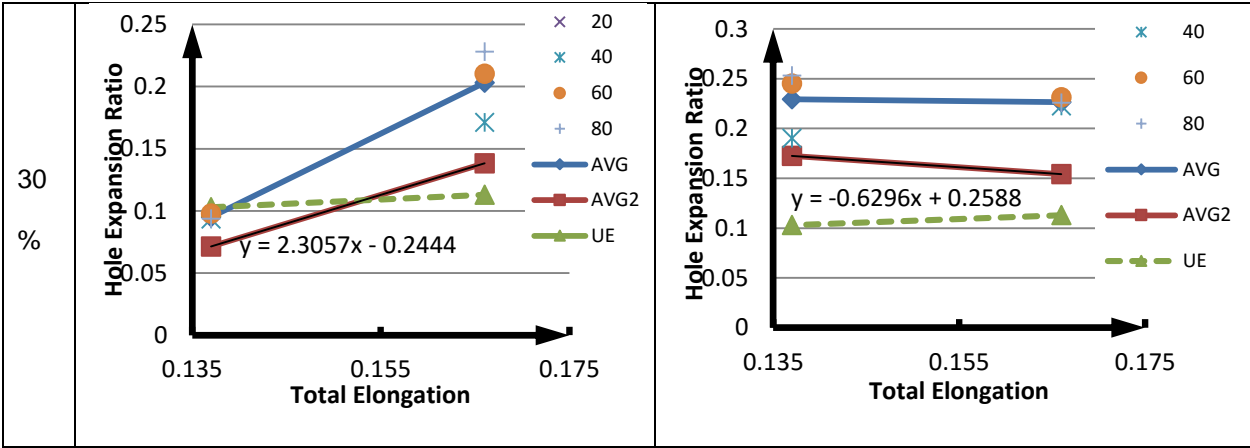 30
%
Hole Expansion Ratio
0.25
0.2
0.15
0.1
0.05
0
y = 2.3057x - 0.2444
0.135
0.155
0.175
Total Elongation
20
40
60
80
AVG
AVG2
UE
Hole Expansion Ratio
0.3
0.25
0.2
0.15
0.1
0.05
0
y = -0.6296x + 0.2588
0.135
0.155
0.175
Total Elongation
40
60
80
AVG
AVG2
UE